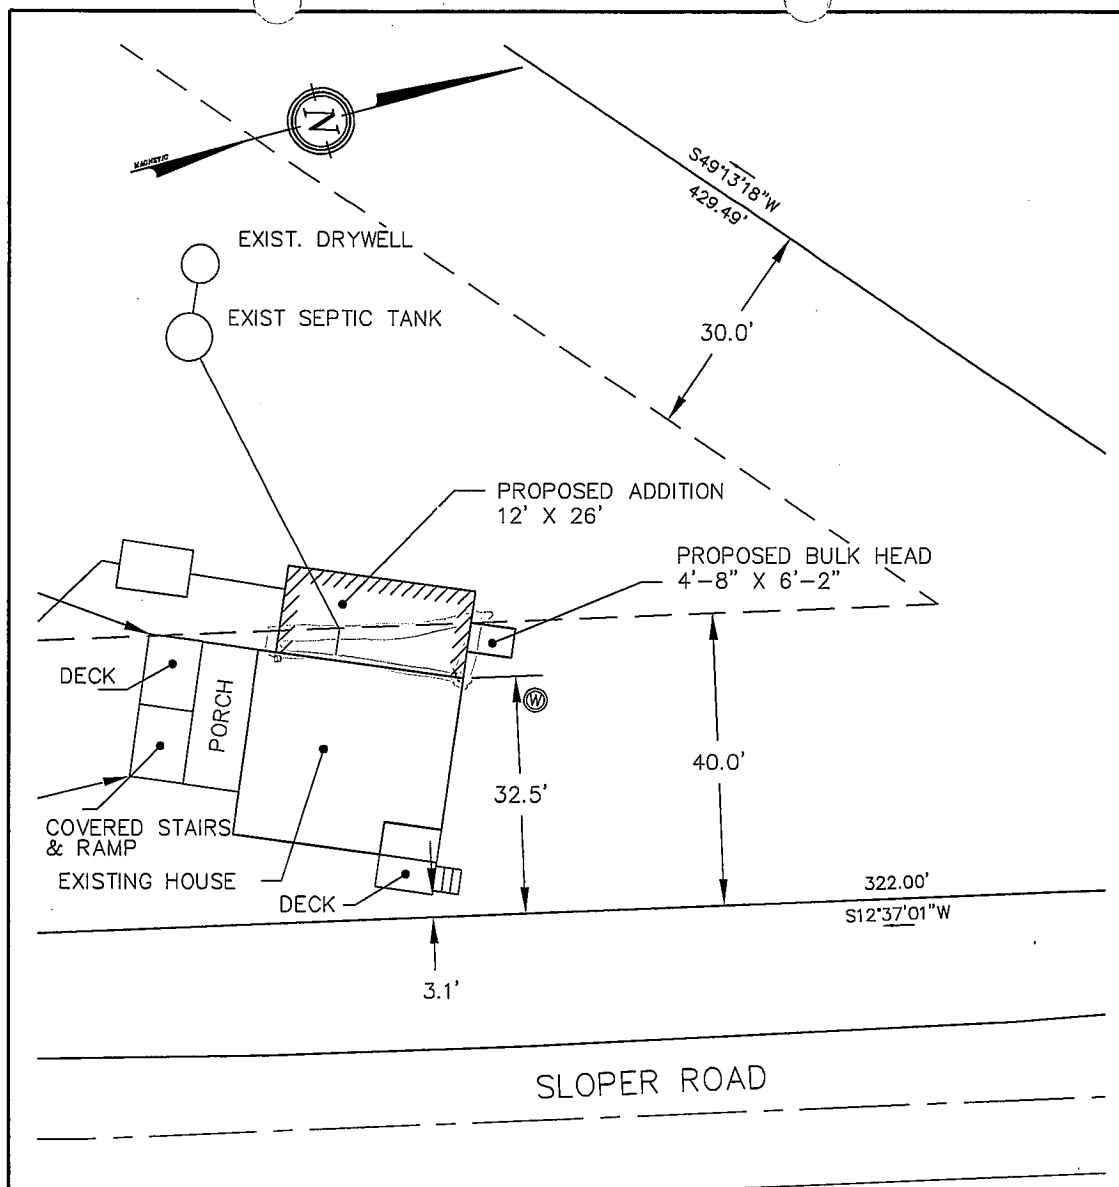 N
MAGNETIC
S49°13'18"W
429.49'
EXIST. DRYWELL
EXIST SEPTIC TANK
30.0'
PROPOSED ADDITION
12' X 26'
PROPOSED BULK HEAD
4'-8" X 6'-2"
DECK
PORCH
W
40.0'
32.5'
COVERED STAIRS
& RAMP
EXISTING HOUSE
DECK
322.00'
S12°37'01"W
3.1'
SLOPER ROAD